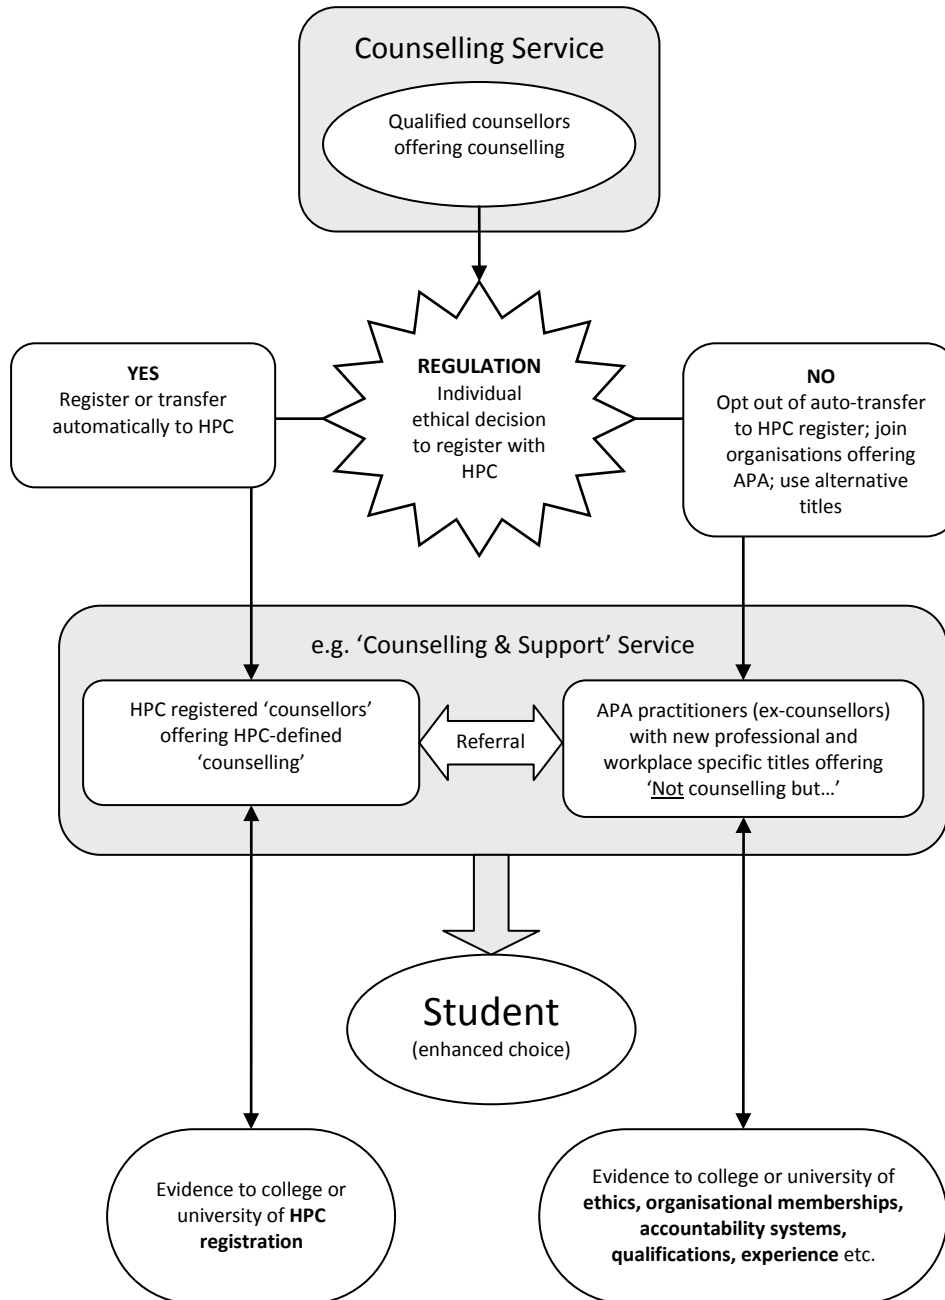 Counselling Service
Qualified counsellors
offering counselling
REGULATION
Individual
ethical decision
to register with
HPC
YES
Register or transfer
automatically to HPC
NO
Opt out of auto-transfer
to HPC register; join
organisations offering
APA; use alternative
titles
e.g. ‘Counselling & Support’ Service
HPC registered ‘counsellors’
offering HPC-defined
‘counselling’
Referral
APA practitioners (ex-counsellors)
with new professional and
workplace specific titles offering
‘Not counselling but…’
Student
(enhanced choice)
Evidence to college or
university of HPC
registration
Evidence to college or university of
ethics, organisational memberships,
accountability systems,
qualifications, experience etc.